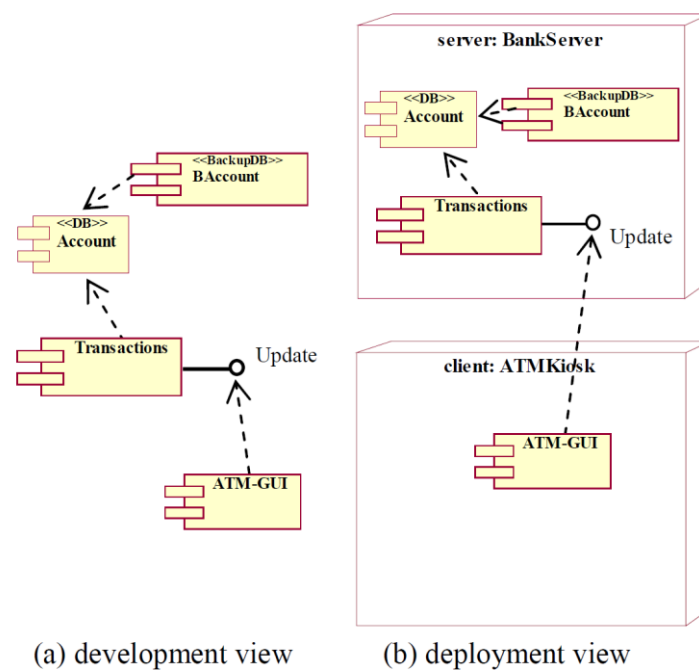 <<BackupDB>>
BAccount
<<DB>>
Account
Transactions
Update
ATM-GUI
(a) development view
server: BankServer
<<DB>>
Account
<<BackupDB>>
BAccount
Transactions
Update
client: ATMKiosk
ATM-GUI
(b) deployment view